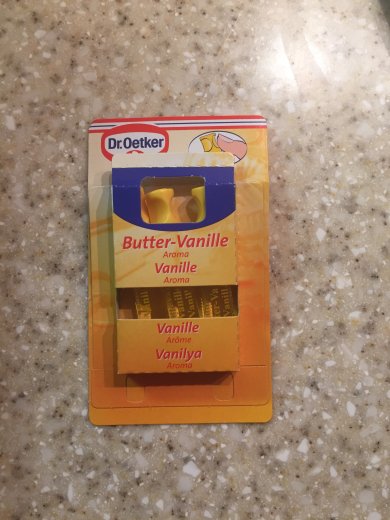 Dr.Oetker
Butter-Vanille
Aroma
Vanille
Aroma
Vanille
Arôme
Vanilya
Aroma